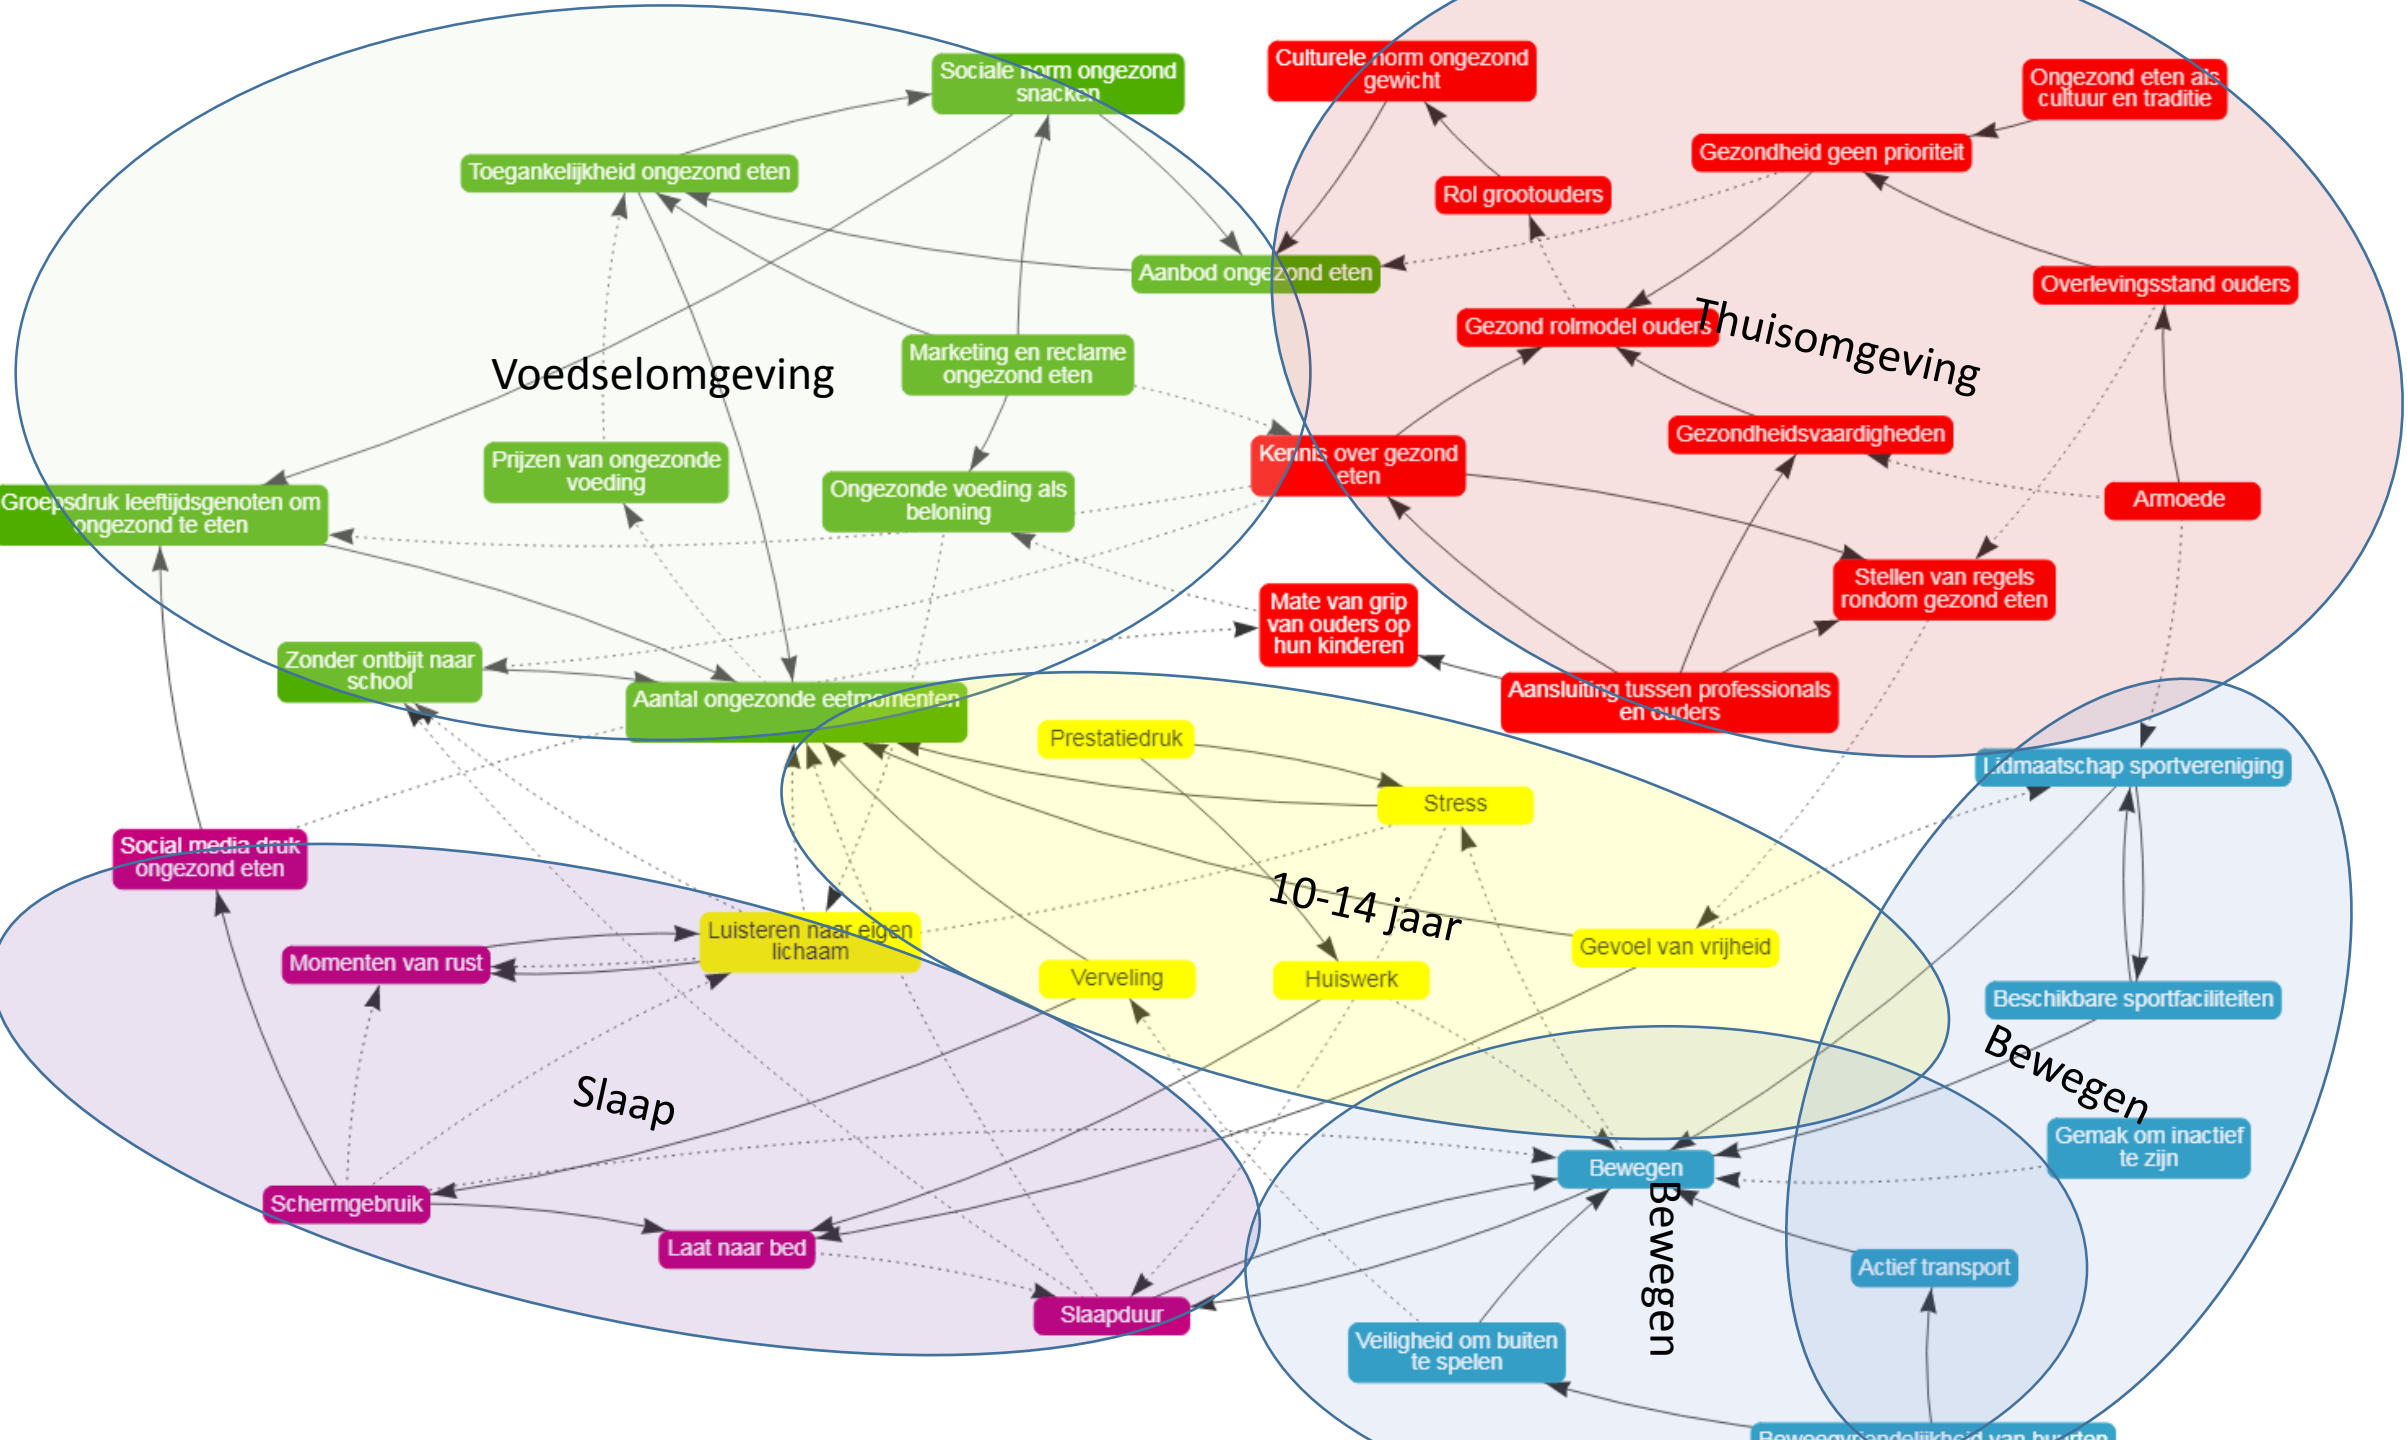 Sociale norm ongezond
snacken
Culturele norm ongezond
gewicht
Ongezond eten als
cultuur en traditie
Toegankelijkheid ongezond eten
Gezondheid geen prioriteit
Rol grootouders
Aanbod ongezond eten
Overlevingsstand ouders
Gezond rolmodel ouders
Thuisomgeving
Marketing en reclame
ongezond eten
Voedselomgeving
Gezondheidsvaardigheden
Kennis over gezond
eten
Prijzen van ongezonde
voeding
Ongezonde voeding als
beloning
Armoede
Groepsdruk leeftijdsgenoten om
ongezond te eten
Stellen van regels
rondom gezond eten
Mate van grip
van ouders op
hun kinderen
Zonder ontbijt naar
school
Aantal ongezonde eetmomenten
Aansluiting tussen professionals
en ouders
Prestatiedruk
Lidmaatschap sportvereniging
Stress
Social media druk
ongezond eten
10-14 jaar
Luisteren naar eigen
lichaam
Gevoel van vrijheid
Momenten van rust
Verveling
Huiswerk
Beschikbare sportfaciliteiten
Bewegen
Slaap
Gemak om inactief
te zijn
Bewegen
Bewegen
Schermgebruik
Laat naar bed
Actief transport
Slaapduur
Veiligheid om buiten
te spelen
Beweegvriendelijkheid van buurten